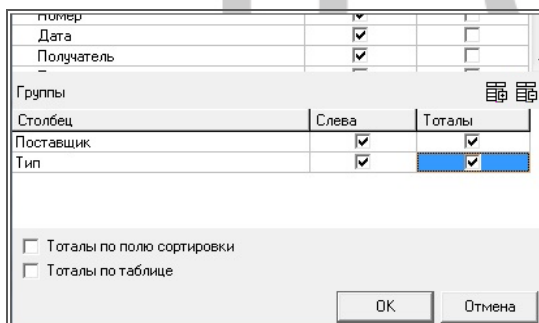 Номер
Дата
Получатель
Группы
Столбец Слева Тоталы
Поставщик
Тип
Тоталы по полю сортировки
Тоталы по таблице
OK Отмена